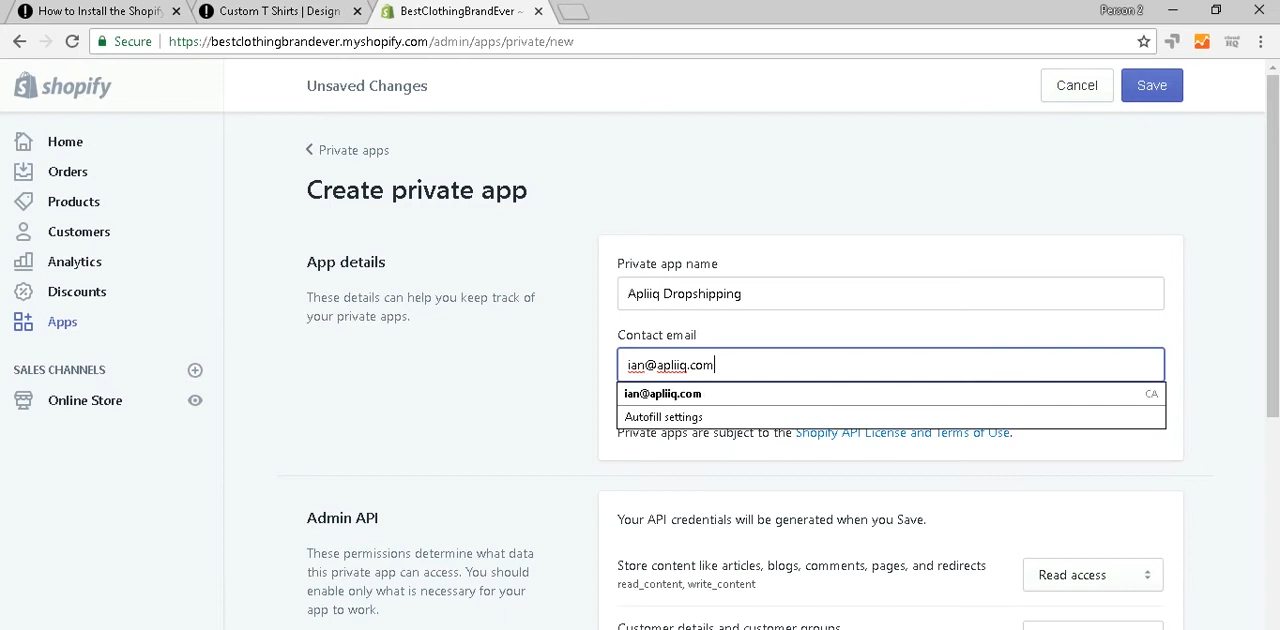 How to Install the Shopify
Custom T Shirts | Design
BestClothingBrandEver ~
Person 2
Secure
https://bestclothingbrandever.myshopify.com/admin/apps/private/new
cloud
HQ
shopify
Unsaved Changes
Cancel
Save
Home
Orders
Products
Customers
Analytics
Discounts
Apps
SALES CHANNELS
Online Store
Private apps
Create private app
App details
These details can help you keep track of
your private apps.
Private app name
Apliiq Dropshipping
Contact email
ian@apliiq.com
ian@apliiq.com
CA
Autofill settings
Private apps are subject to the Shopify API License and Terms of Use.
Admin API
These permissions determine what data
this private app can access. You should
enable only what is necessary for your
app to work.
Your API credentials will be generated when you Save.
Store content like articles, blogs, comments, pages, and redirects
read_content, write_content
Read access
Customer details and customer groups